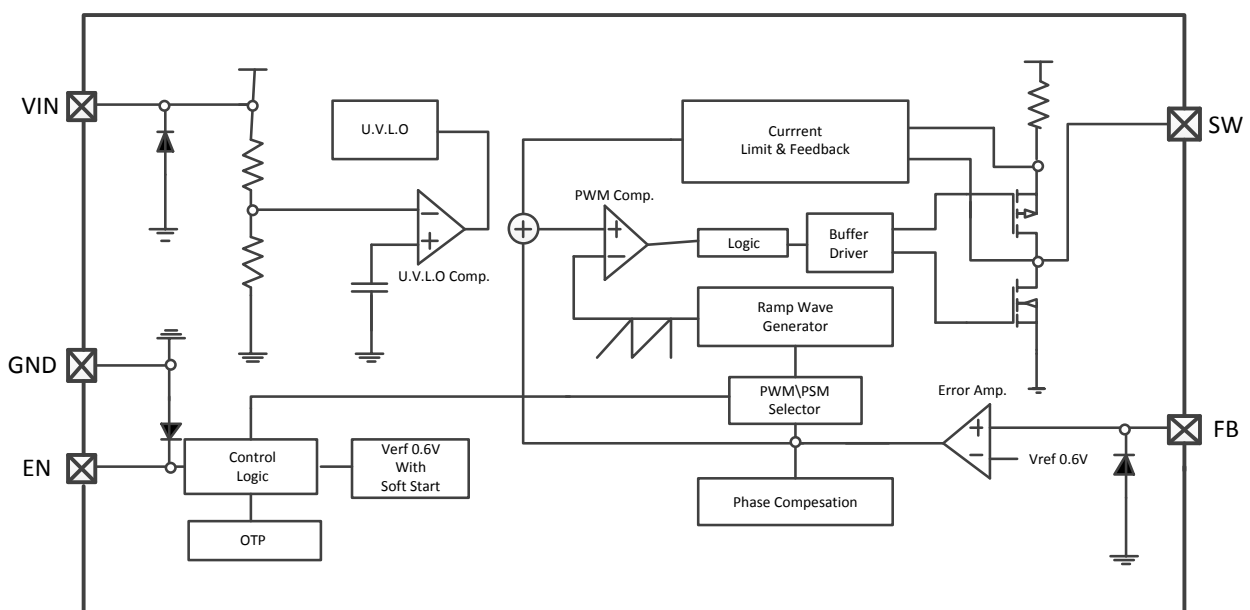 VIN
U.V.L.O
Currrent
Limit & Feedback
SW
PWM Comp.
Logic
Buffer
Driver
U.V.L.O Comp.
Ramp Wave
Generator
GND
PWM\PSM
Selector
Error Amp.
FB
EN
Control
Logic
Verf 0.6V
With
Soft Start
Vref 0.6V
Phase Compesation
OTP